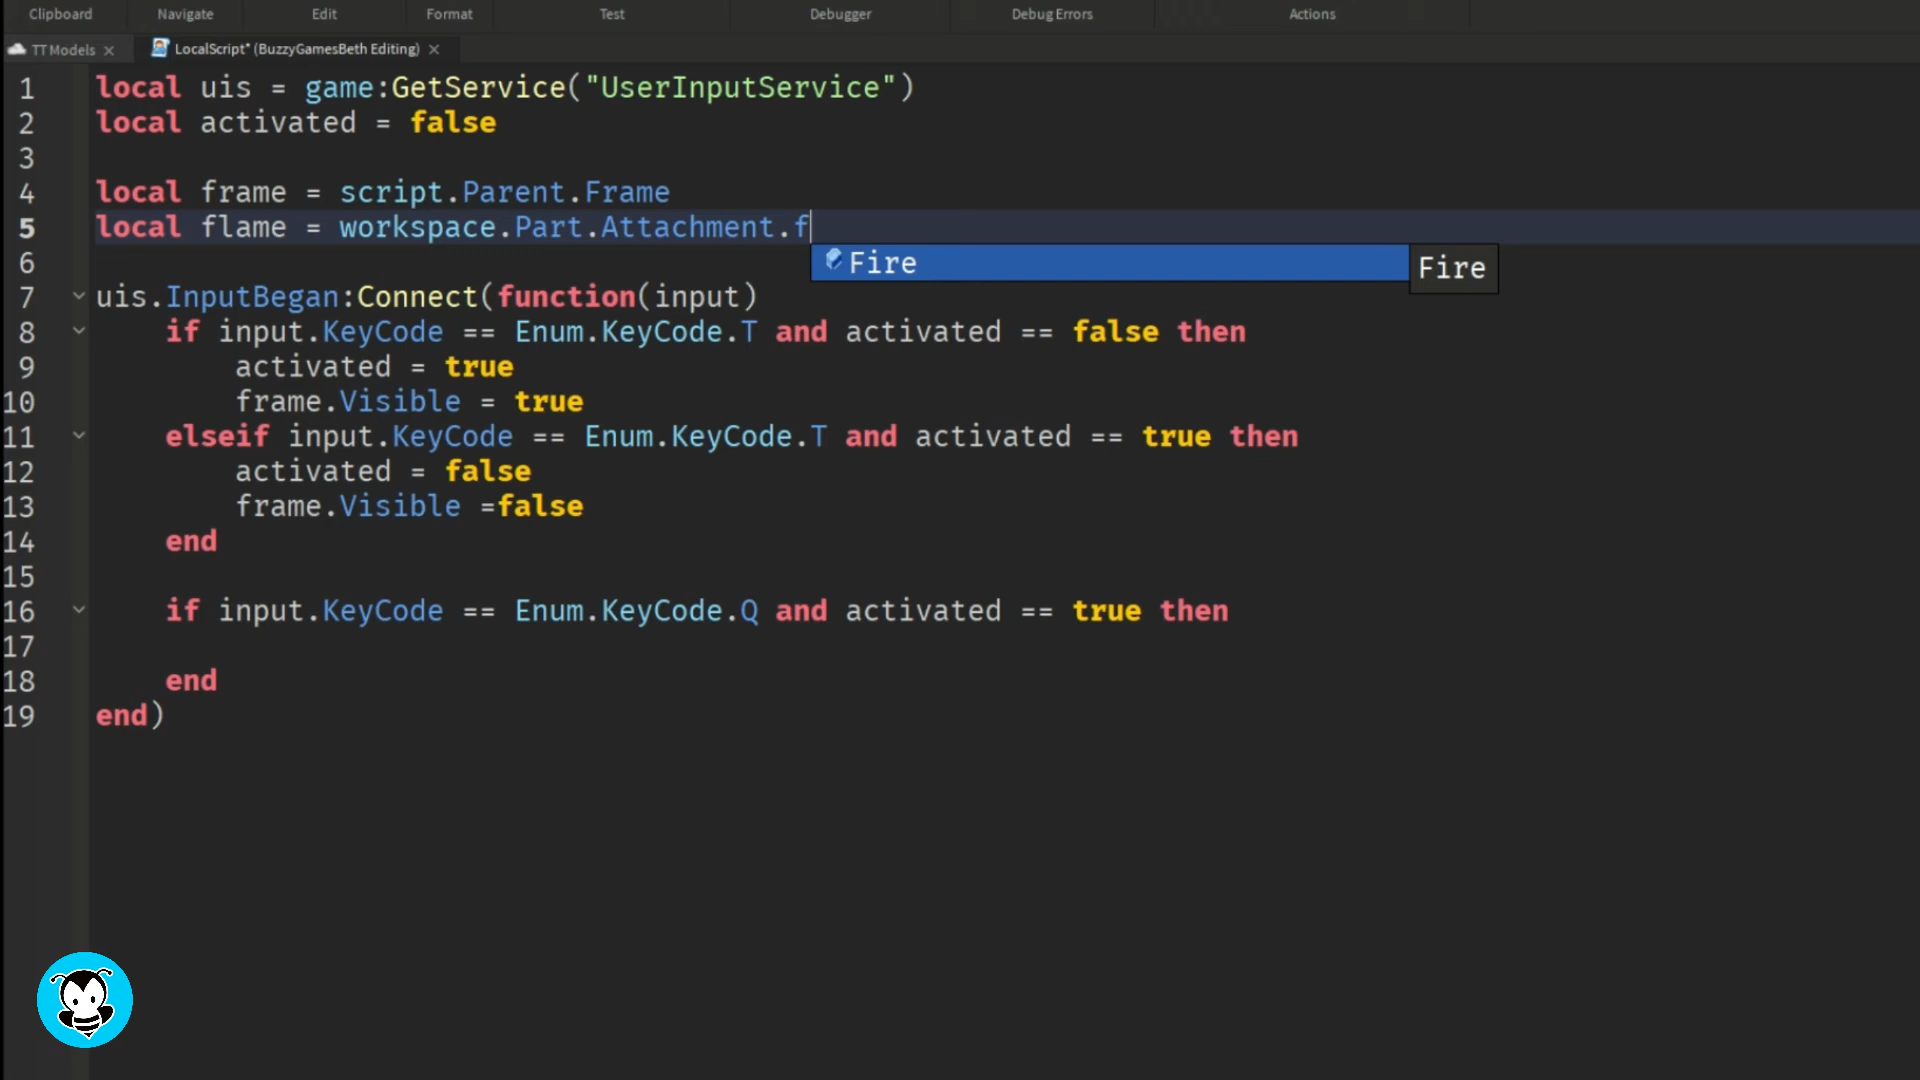 Clipboard Navigate Edit Format Test Debugger Debug Errors Actions
TT Models × LocalScript* (BuzzyGamesBeth Editing) ×
1 local uis = game:GetService("UserInputService")
2 local activated = false
3
4 local frame = script.Parent.Frame
5 local flame = workspace.Part.Attachment.f
Fire Fire
6
7 uis.InputBegan:Connect(function(input)
8 if input.KeyCode == Enum.KeyCode.T and activated == false then
9 activated = true
10 frame.Visible = true
11 elseif input.KeyCode == Enum.KeyCode.T and activated == true then
12 activated = false
13 frame.Visible =false
14 end
15
16 if input.KeyCode == Enum.KeyCode.Q and activated == true then
17
18 end
19 end)